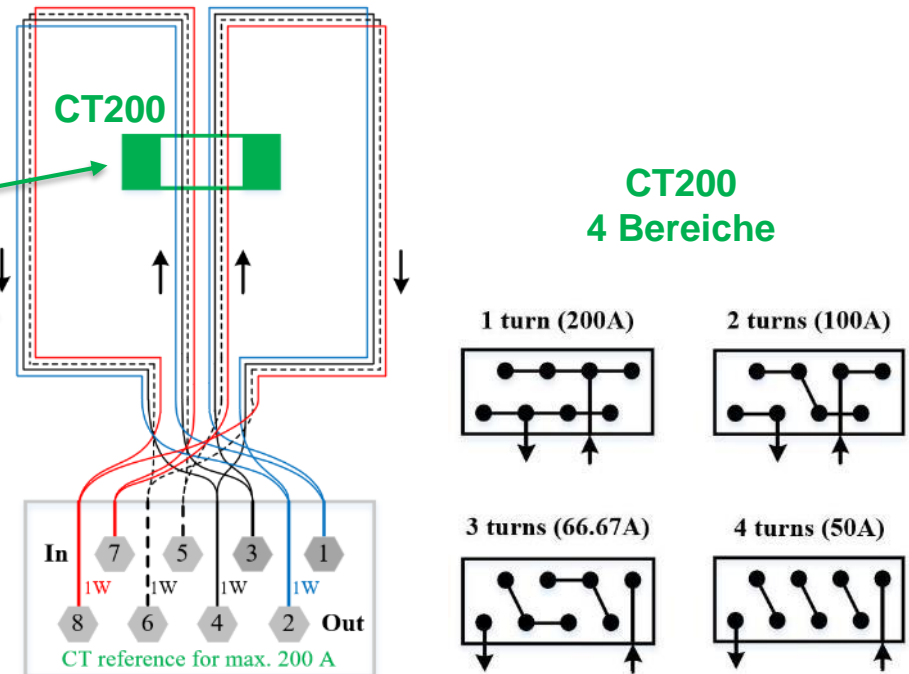 CT200
CT200
4 Bereiche
1 turn (200A)
2 turns (100A)
3 turns (66.67A)
4 turns (50A)
In
7
5
3
1
1W
1W
1W
1W
8
6
4
2
Out
CT reference for max. 200 A